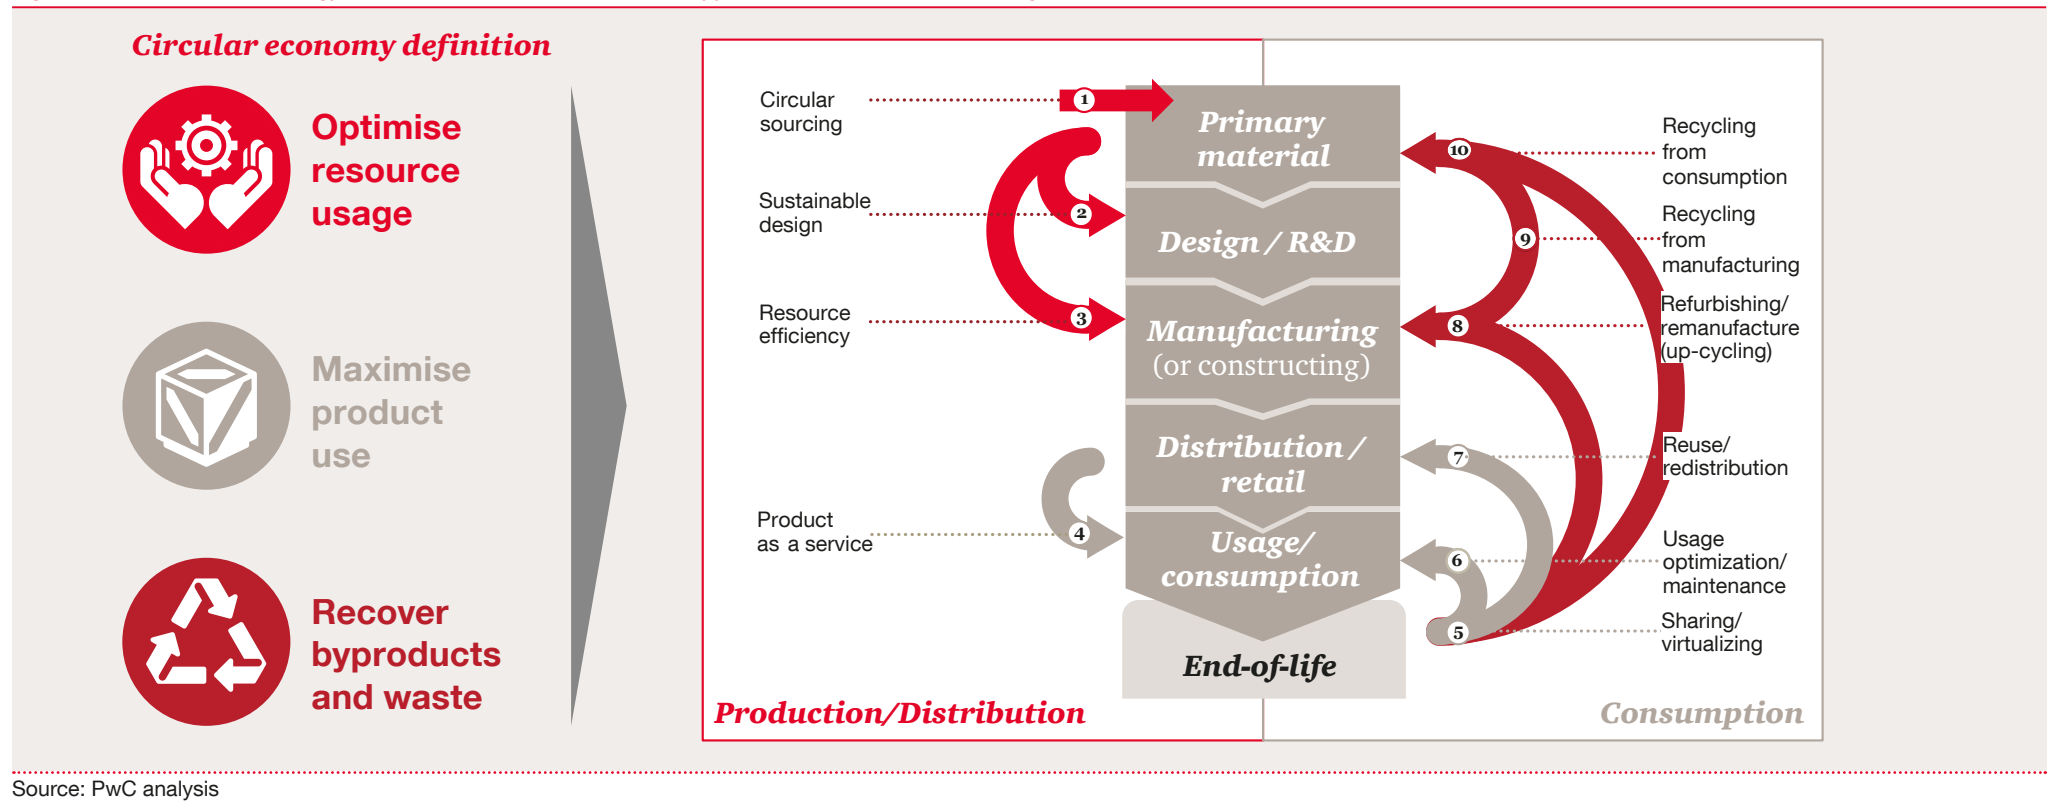 Circular economy definition
Optimise
resource
usage
Maximise
product
use
Recover
byproducts
and waste
Circular
sourcing
Sustainable
design
Resource
efficiency
Product
as a service
1
2
3
4
Primary
material
Design / R&D
Manufacturing
(or constructing)
Distribution /
retail
Usage/
consumption
End-of-life
10
9
8
7
6
5
Recycling
from
consumption
Recycling
from
manufacturing
Refurbishing/
remanufacture
(up-cycling)
Reuse/
redistribution
Usage
optimization/
maintenance
Sharing/
virtualizing
Production/Distribution
Consumption
Source: PwC analysis